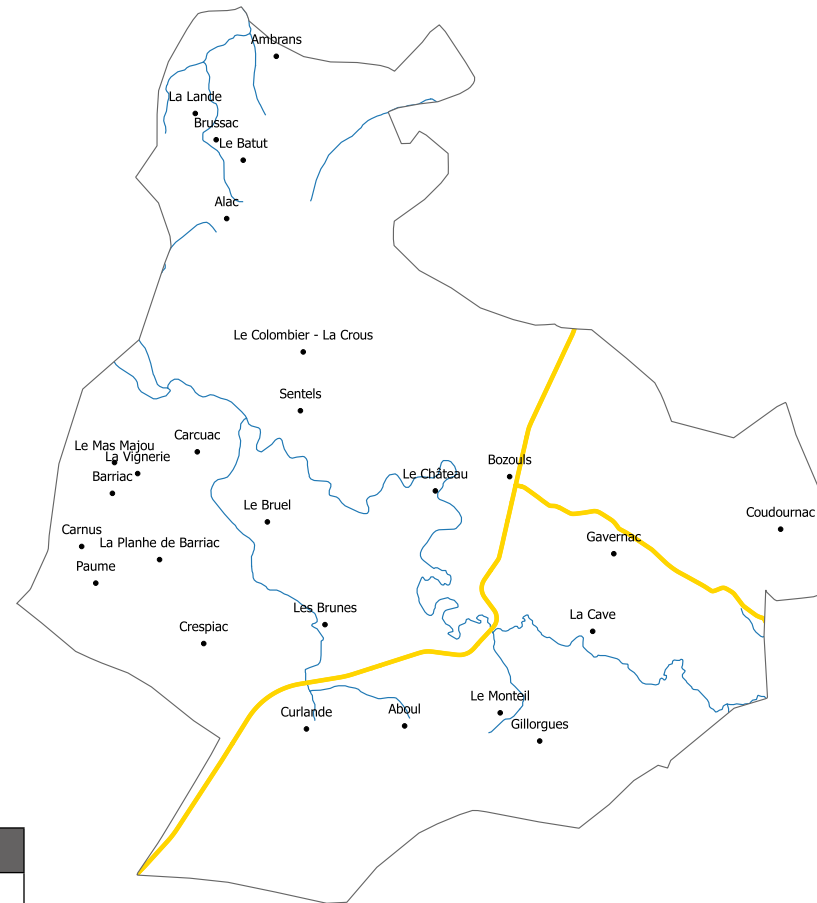 Ambrans
La Lande
Brussac
Le Batut
Alac
Le Colombier - La Crous
Sentels
Carcuac
Le Mas Majou
La Vignerie
Barriac
Le Château
Bozouls
Le Bruel
Coudournac
Carnus
La Planhe de Barriac
Gavernac
Paume
Les Brunes
La Cave
Crespiac
Le Monteil
Curlande
Aboul
Gillorgues